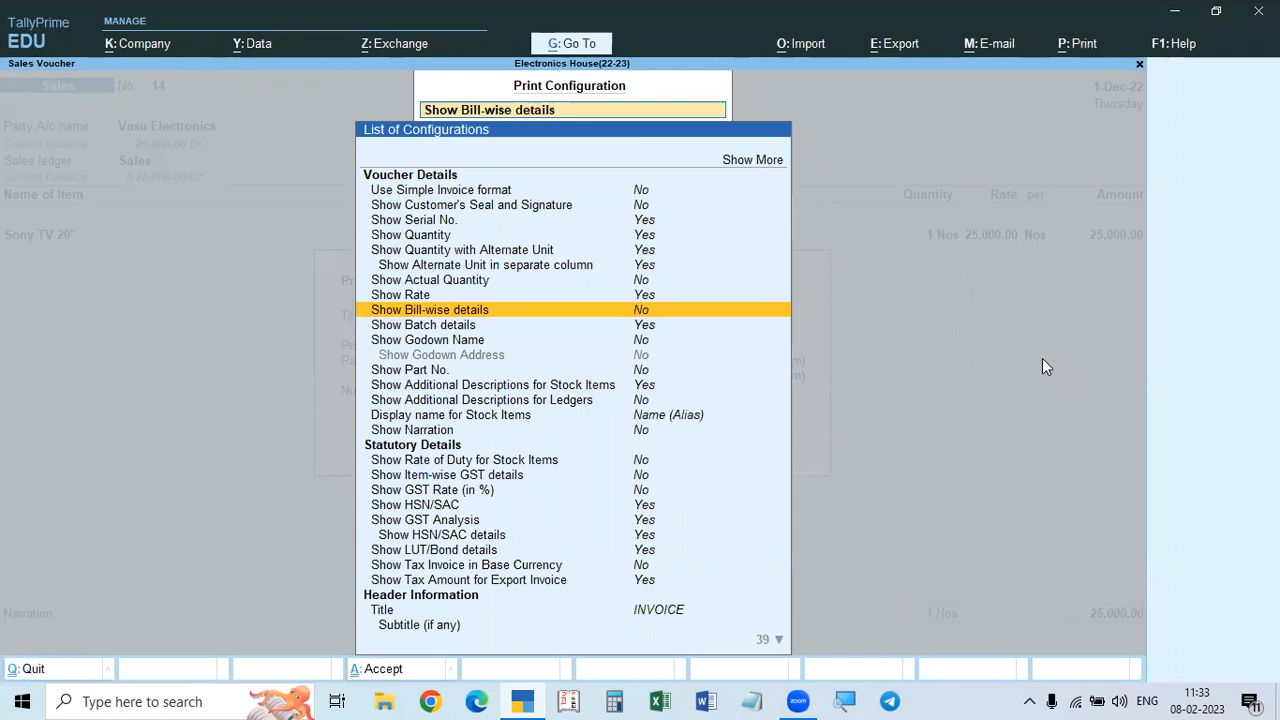 TallyPrime
EDU
MANAGE
K: Company
Y: Data
Z: Exchange
G: Go To
O: Import
E: Export
M: E-mail
P: Print
F1: Help
Sales Voucher
Electronics House(22-23)
Sales
No. 14
1-Dec-22
Thursday
Print Configuration
Show Bill-wise details
Party A/c name Vasu Electronics
Current balance 25,000.00 Dr
Sales ledger Sales
Current balance 5,25,000.00 Cr
Name of Item Quantity Rate per Amount
Sony TV 20" 1 Nos 25,000.00 Nos 25,000.00
List of Configurations
Show More
Voucher Details
Use Simple Invoice format No
Show Customer's Seal and Signature No
Show Serial No. Yes
Show Quantity Yes
Show Quantity with Alternate Unit Yes
Show Alternate Unit in separate column Yes
Show Actual Quantity No
Show Rate Yes
Show Bill-wise details No
Show Batch details Yes
Show Godown Name No
Show Godown Address No
Show Part No. No
Show Additional Descriptions for Stock Items Yes
Show Additional Descriptions for Ledgers No
Display name for Stock Items Name (Alias)
Show Narration No
Statutory Details
Show Rate of Duty for Stock Items No
Show Item-wise GST details No
Show GST Rate (in %) No
Show HSN/SAC Yes
Show GST Analysis Yes
Show HSN/SAC details Yes
Show LUT/Bond details Yes
Show Tax Invoice in Base Currency No
Show Tax Amount for Export Invoice Yes
Header Information
Title INVOICE
Subtitle (if any)
39 ▼
Narration
1 Nos 25,000.00
Q: Quit
A: Accept
Type here to search
ENG
11:33
08-02-2023